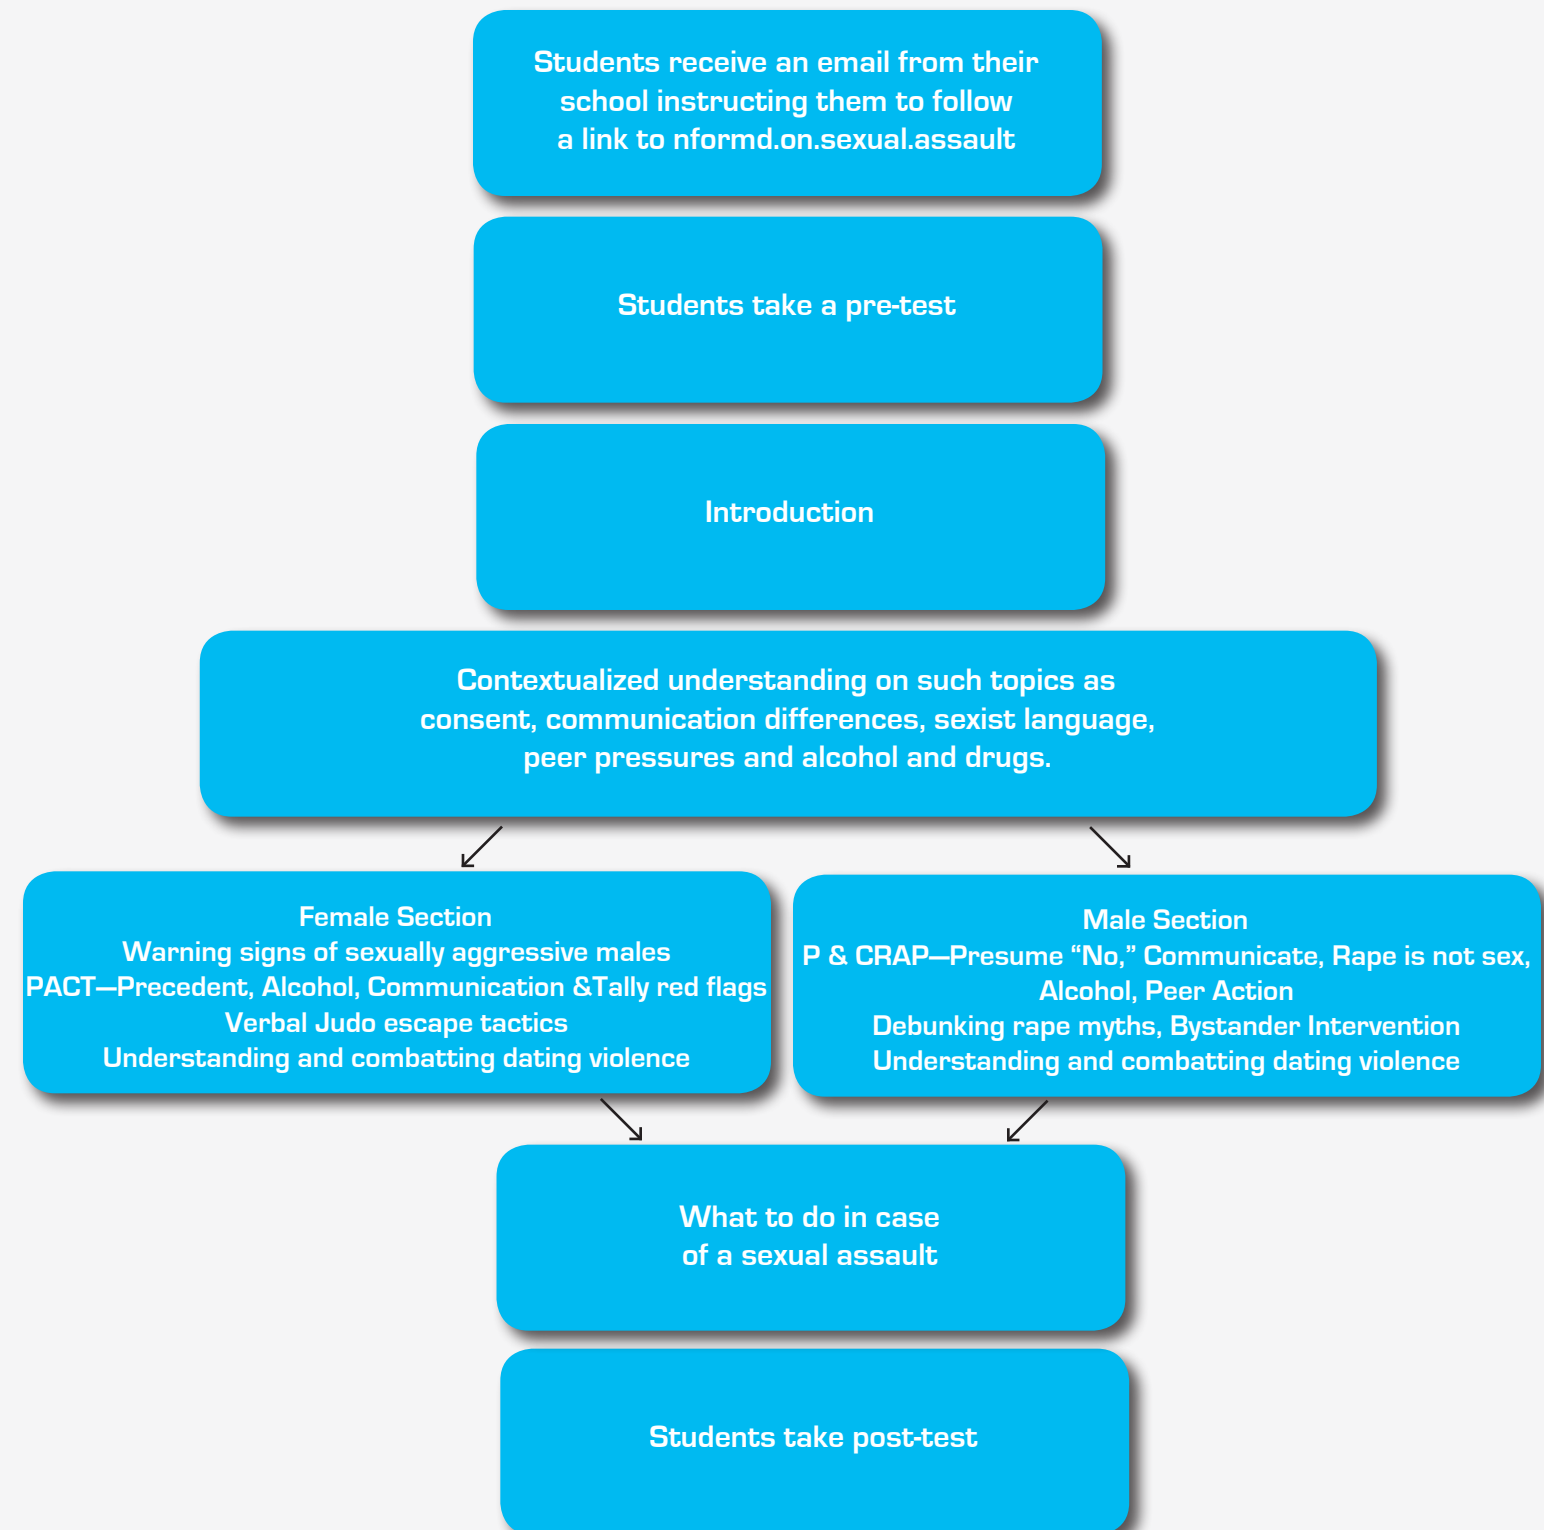 Students receive an email from their
school instructing them to follow
a link to nformd.on.sexual.assault
Students take a pre-test
Introduction
Contextualized understanding on such topics as
consent, communication differences, sexist language,
peer pressures and alcohol and drugs.
Female Section
Warning signs of sexually aggressive males
PACT—Precedent, Alcohol, Communication &Tally red flags
Verbal Judo escape tactics
Understanding and combatting dating violence
Male Section
P & CRAP—Presume “No,” Communicate, Rape is not sex,
Alcohol, Peer Action
Debunking rape myths, Bystander Intervention
Understanding and combatting dating violence
What to do in case
of a sexual assault
Students take post-test